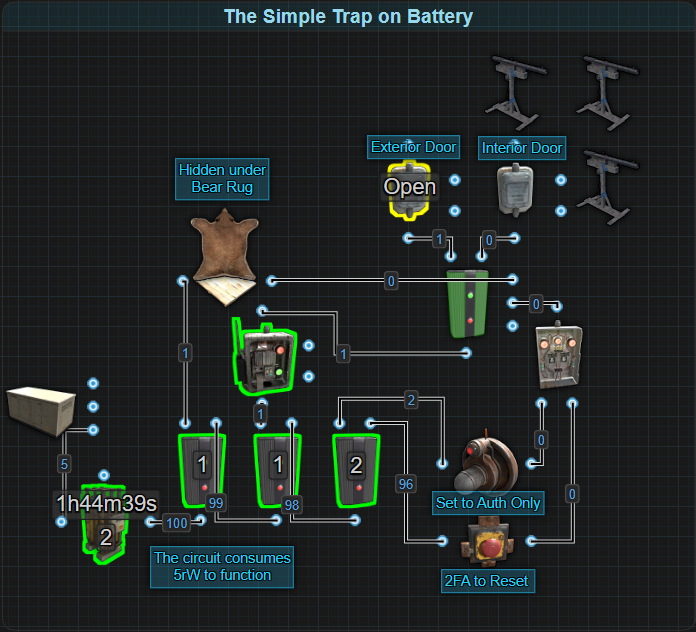 The Simple Trap on Battery
Exterior Door
Interior Door
Hidden under
Bear Rug
Open
1
0
0
0
1
1
1
2
0
5
1
1
2
96
0
99
98
1h44m39s
2
100
Set to Auth Only
The circuit consumes
5rW to function
2FA to Reset